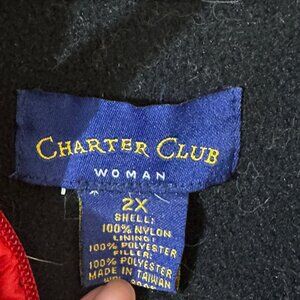 CHARTER CLUB
WOMAN
2X
SHELL:
100% NYLON
LINING:
100% POLYESTER
FILLER:
100% POLYESTER
MADE IN TAIWAN